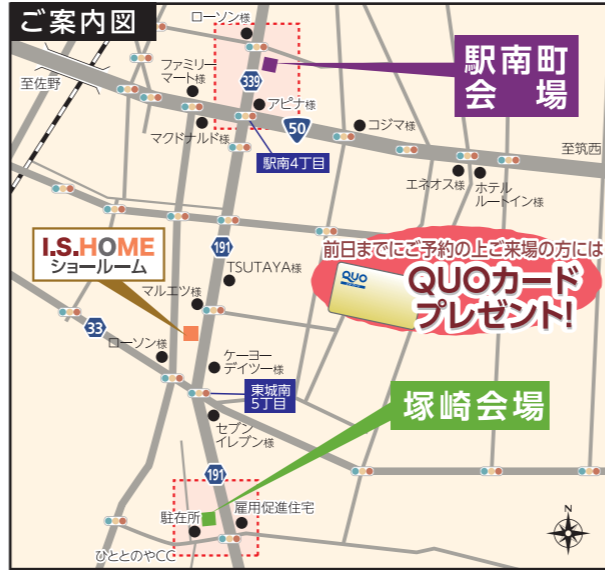 ご案内図
ローソン様
駅南町
会場
至佐野
ファミリー
マート様
339
アピナ様
マクドナルド様
50
コジマ様
駅南4丁目
至筑西
エネオス様
ホテル
ルートイン様
I.S.HOME
ショールーム
191
TSUTAYA様
前日までにご予約の上ご来場の方には
QUO
QUOカード
プレゼント!
マルエツ様
33
ローソン様
ケーヨー
デイツー様
東城南
5丁目
塚崎会場
セブン
イレブン様
191
駐在所
雇用促進住宅
ひととのやCC
N